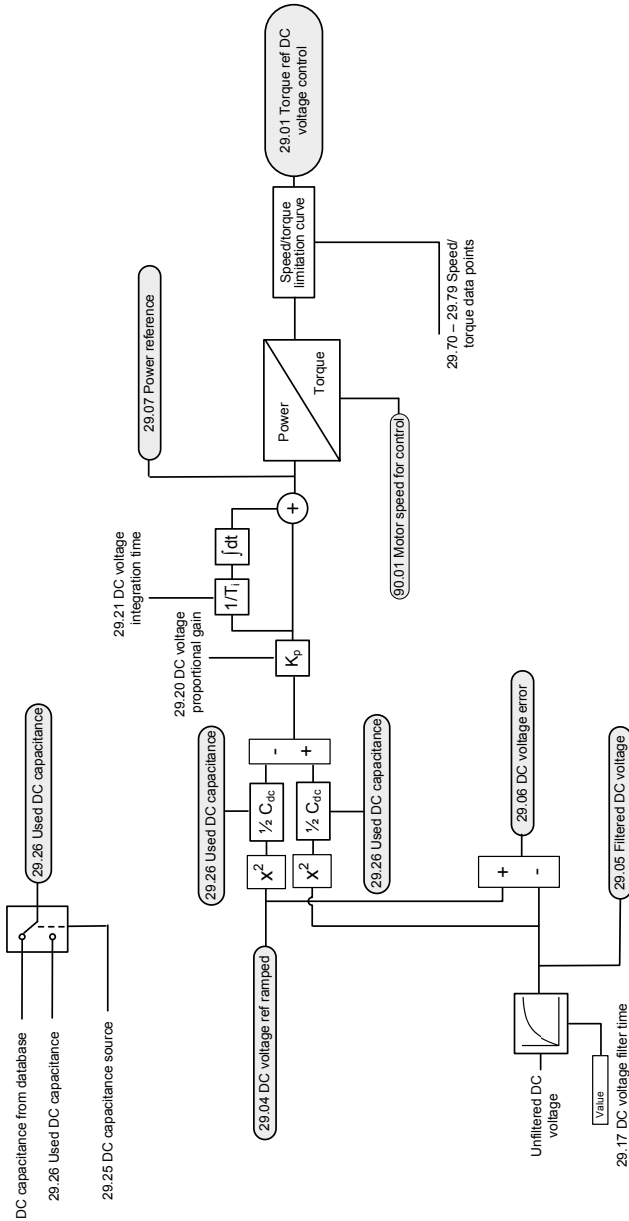 DC capacitance from database
29.26 Used DC capacitance
29.25 DC capacitance source
29.26 Used DC capacitance
29.04 DC voltage ref ramped
29.26 Used DC capacitance
x²
½ Cdc
-
x²
½ Cdc
+
29.26 Used DC capacitance
29.20 DC voltage
proportional gain
Kp
29.21 DC voltage
integration time
1/Ti
∫dt
+
29.07 Power reference
Power
Torque
90.01 Motor speed for control
Speed/torque
limitation curve
29.70 – 29.79 Speed/
torque data points
29.01 Torque ref DC
voltage control
Unfiltered DC
voltage
Value
29.17 DC voltage filter time
+
-
29.06 DC voltage error
29.05 Filtered DC voltage